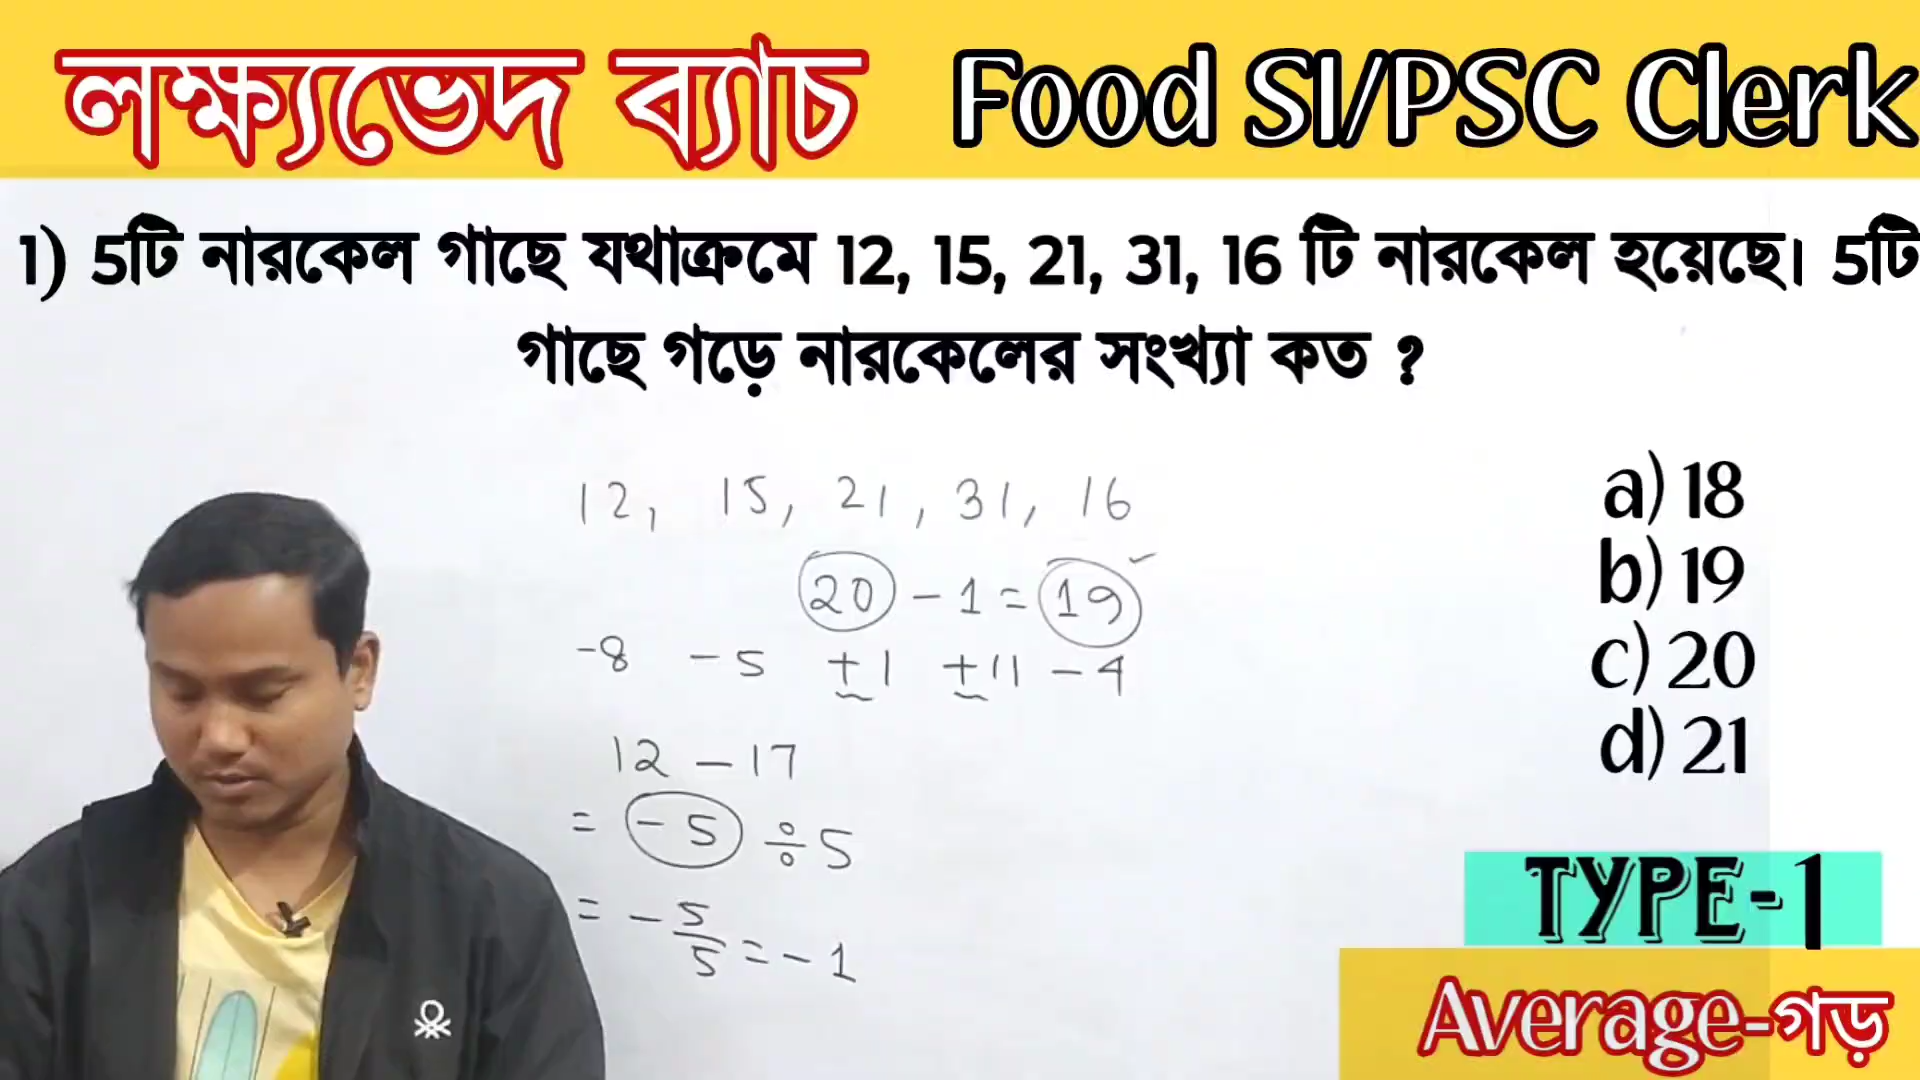 লক্ষ্যভেদ ব্যাচ Food SI/PSC Clerk
1) 5টি নারকেল গাছে যথাক্রমে 12, 15, 21, 31, 16 টি নারকেল হয়েছে। 5টি
গাছে গড়ে নারকেলের সংখ্যা কত ?
12, 15, 21, 31, 16
20 - 1 = 19 ✓
-8 -5 +1 +11 -4
12 - 17
= -5 ÷ 5
= - 5/5 = - 1
a) 18
b) 19
c) 20
d) 21
TYPE-1
Average-গড়